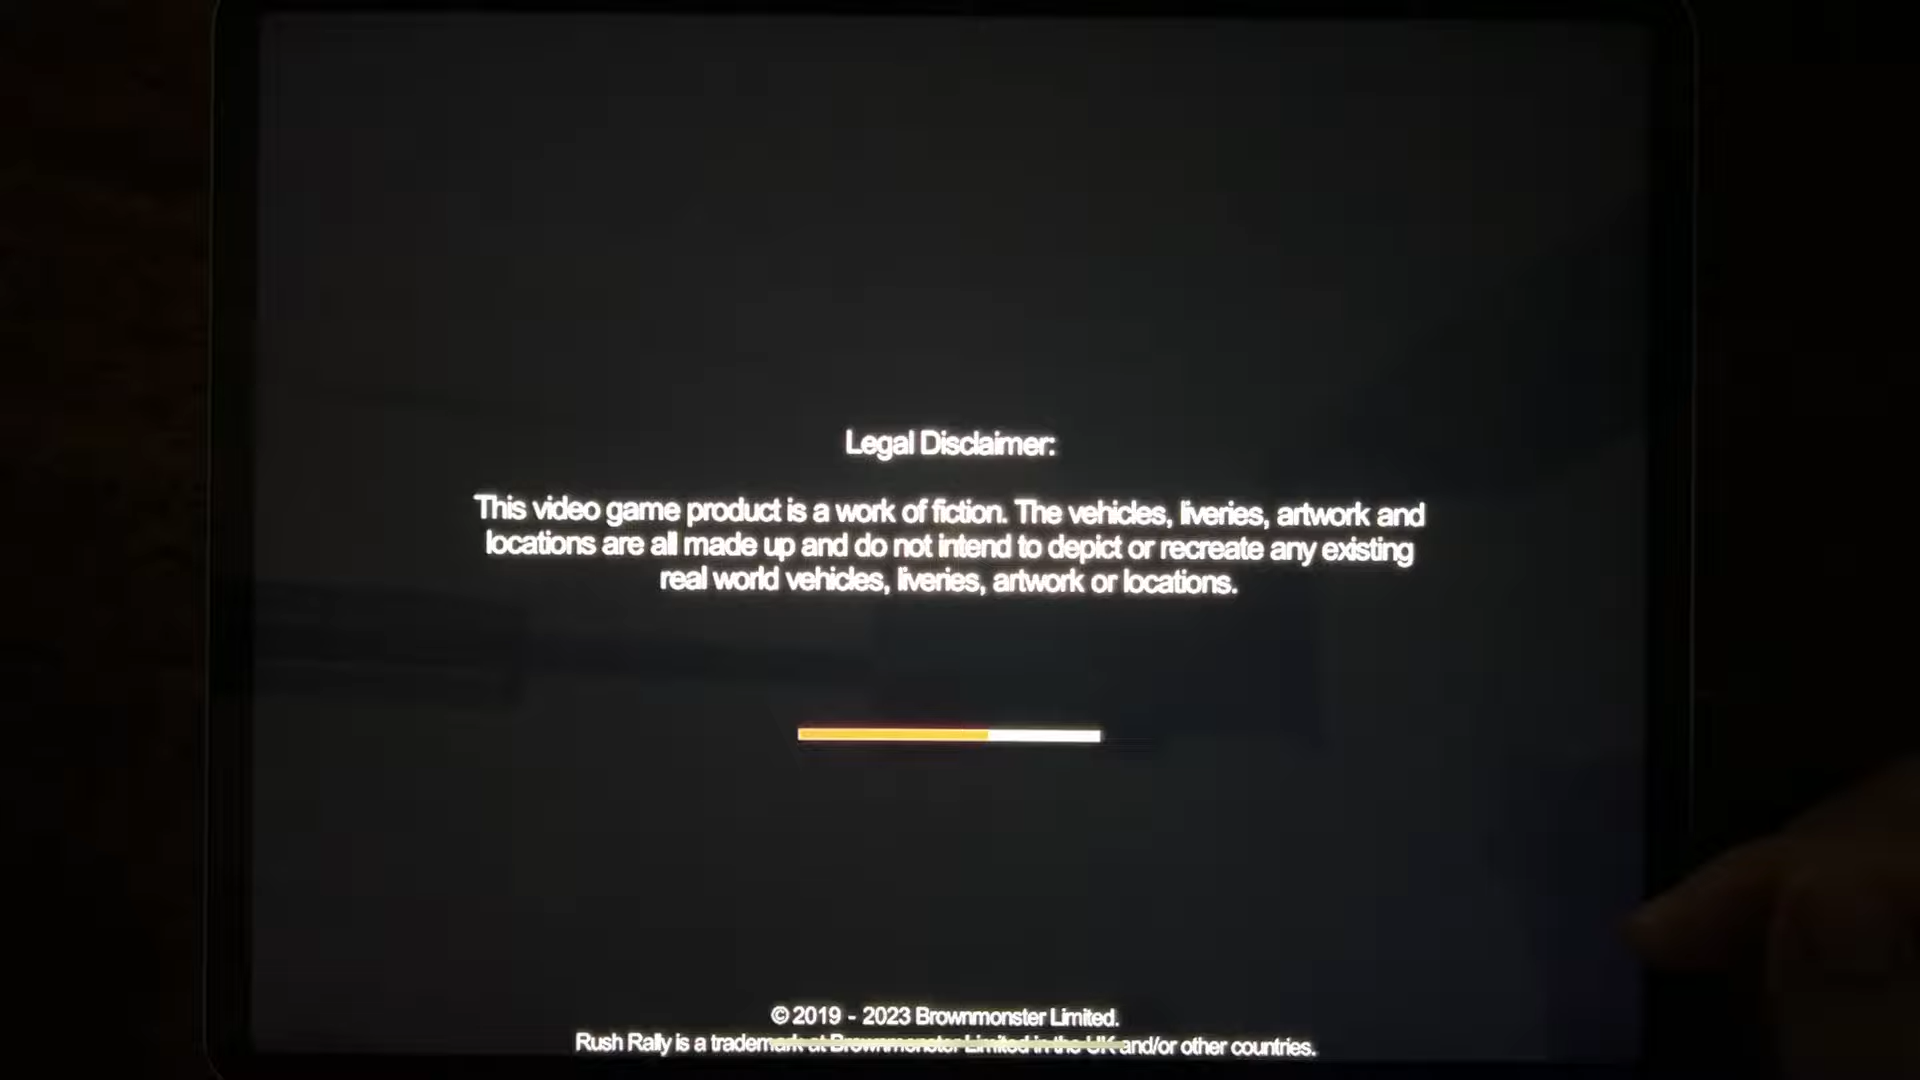 Legal Disclaimer:
This video game product is a work of fiction. The vehicles, liveries, artwork and
locations are all made up and do not intend to depict or recreate any existing
real world vehicles, liveries, artwork or locations.
© 2019 - 2023 Brownmonster Limited.
Rush Rally is a trademark at Brownmonster Limited in the UK and/or other countries.